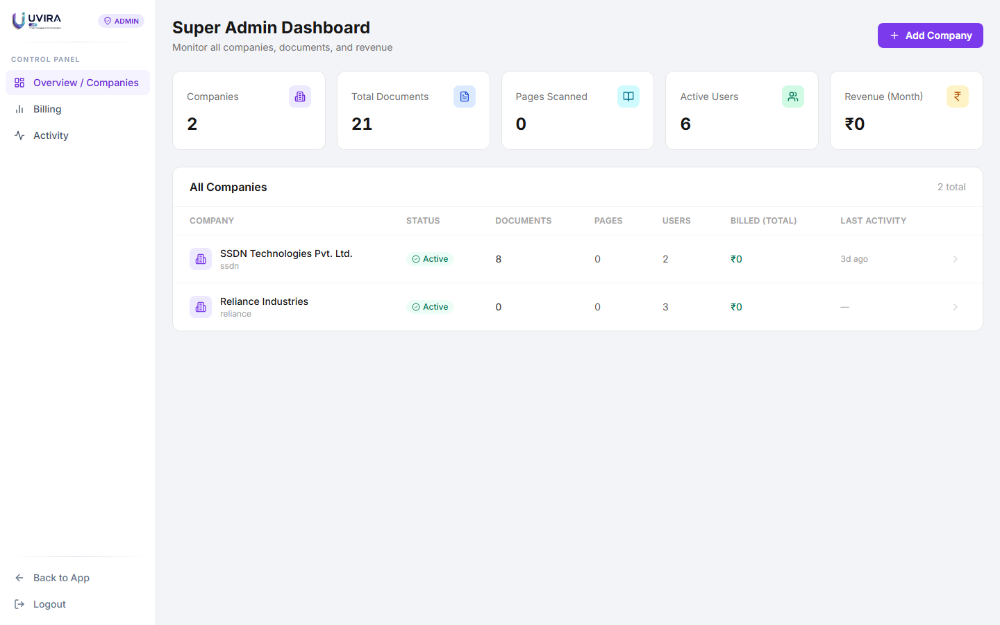 UVIRA
ADMIN
CONTROL PANEL
Overview / Companies
Billing
Activity
Back to App
Logout
Super Admin Dashboard
Monitor all companies, documents, and revenue
Add Company
Companies
2
Total Documents
21
Pages Scanned
0
Active Users
6
Revenue (Month)
₹0
All Companies
2 total
COMPANY STATUS DOCUMENTS PAGES USERS BILLED (TOTAL) LAST ACTIVITY
SSDN Technologies Pvt. Ltd.
ssdn
Active 8 0 2 ₹0 3d ago
Reliance Industries
reliance
Active 0 0 3 ₹0 —